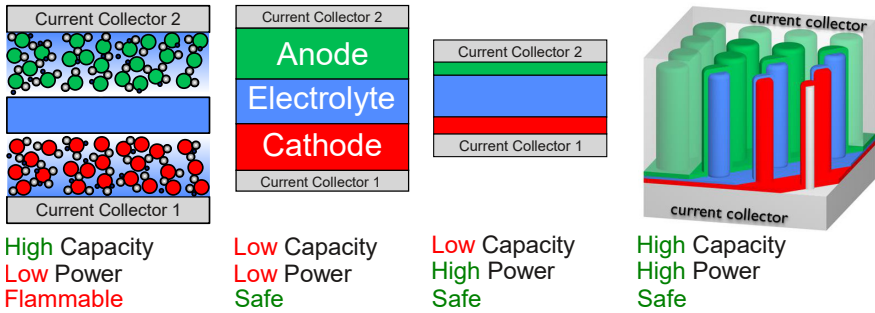 Current Collector 2
Current Collector 1
High Capacity
Low Power
Flammable
Current Collector 2
Anode
Electrolyte
Cathode
Current Collector 1
Low Capacity
Low Power
Safe
Current Collector 2
Current Collector 1
Low Capacity
High Power
Safe
current collector
current collector
High Capacity
High Power
Safe